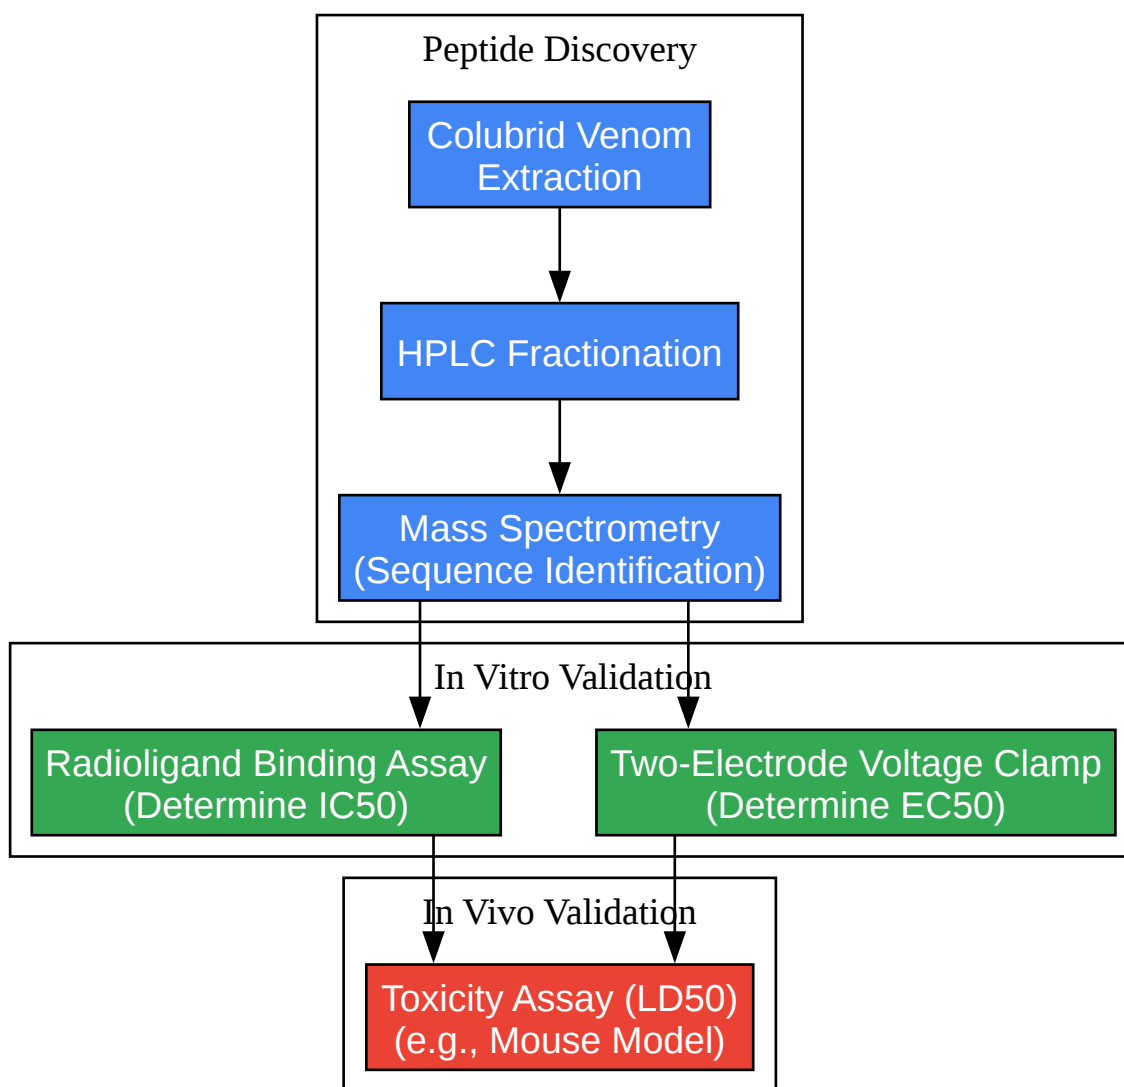 Peptide Discovery
Colubrid Venom
Extraction
HPLC Fractionation
Mass Spectrometry
(Sequence Identification)
In Vitro Validation
Radioligand Binding Assay
(Determine IC50)
Two-Electrode Voltage Clamp
(Determine EC50)
In Vivo Validation
Toxicity Assay (LD50)
(e.g., Mouse Model)